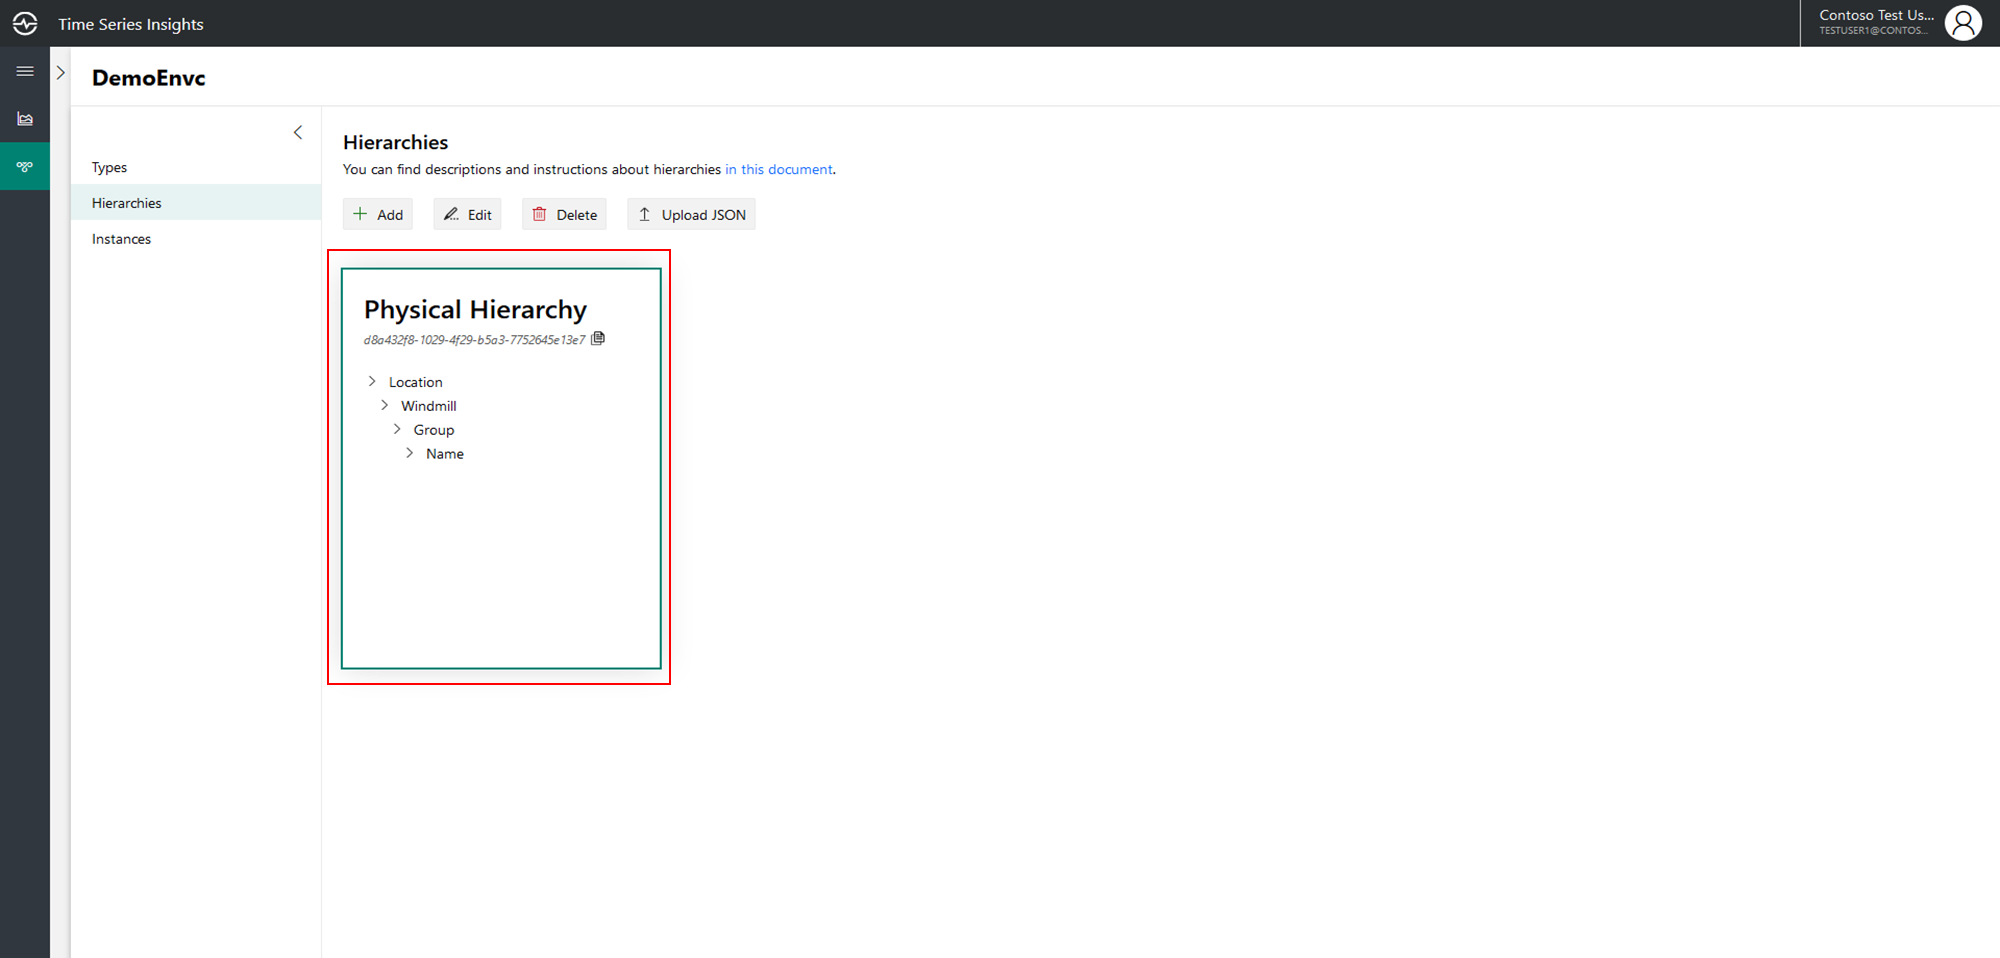 Time Series Insights
Contoso Test Us...
TESTUSER1@CONTOS...
DemoEnvc
Types
Hierarchies
Instances
Hierarchies
You can find descriptions and instructions about hierarchies in this document.
Add
Edit
Delete
Upload JSON
Physical Hierarchy
d8a432f8-1029-4f29-b5a3-7752645e13e7
Location
Windmill
Group
Name